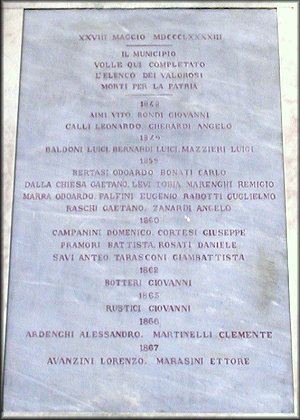 XXVIII MAGGIO MDCCCLXXXXIII
IL MUNICIPIO
VOLLE QUI COMPLETATO
L'ELENCO DEI VALOROSI
MORTI PER LA PATRIA
1848
AIMI VITO, BONDI GIOVANNI
CALLI LEONARDO, GHERARDI ANGELO
1849
BALDONI LUIGI, BERNARDI LUIGI, MAZZIERI LUIGI
1859
BERTASI ODOARDO, BONATI CARLO
DALLA CHIESA GAETANO, LEVI TOBIA, MARENGHI REMIGIO
MARRA ODOARDO, PALFINI EUGENIO, RABOTTI GUGLIELMO
RASCHI GAETANO, ZANARDI ANGELO
1860
CAMPANINI DOMENICO, CORTESI GIUSEPPE
PRAMORI BATTISTA, ROSATI DANIELE
SAVI ANTEO, TARASCONI GIAMBATTISTA
1862
BOTTERI GIOVANNI
1863
RUSTICI GIOVANNI
1866
ARDENGHI ALESSANDRO, MARTINELLI CLEMENTE
1867
AVANZINI LORENZO, MARASINI ETTORE